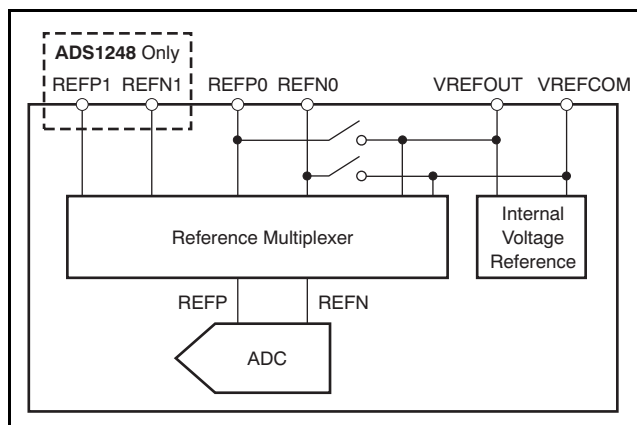 ADS1248 Only
REFP1 REFN1 REFP0 REFN0 VREFOUT VREFCOM
Reference Multiplexer
Internal
Voltage
Reference
REFP REFN
ADC